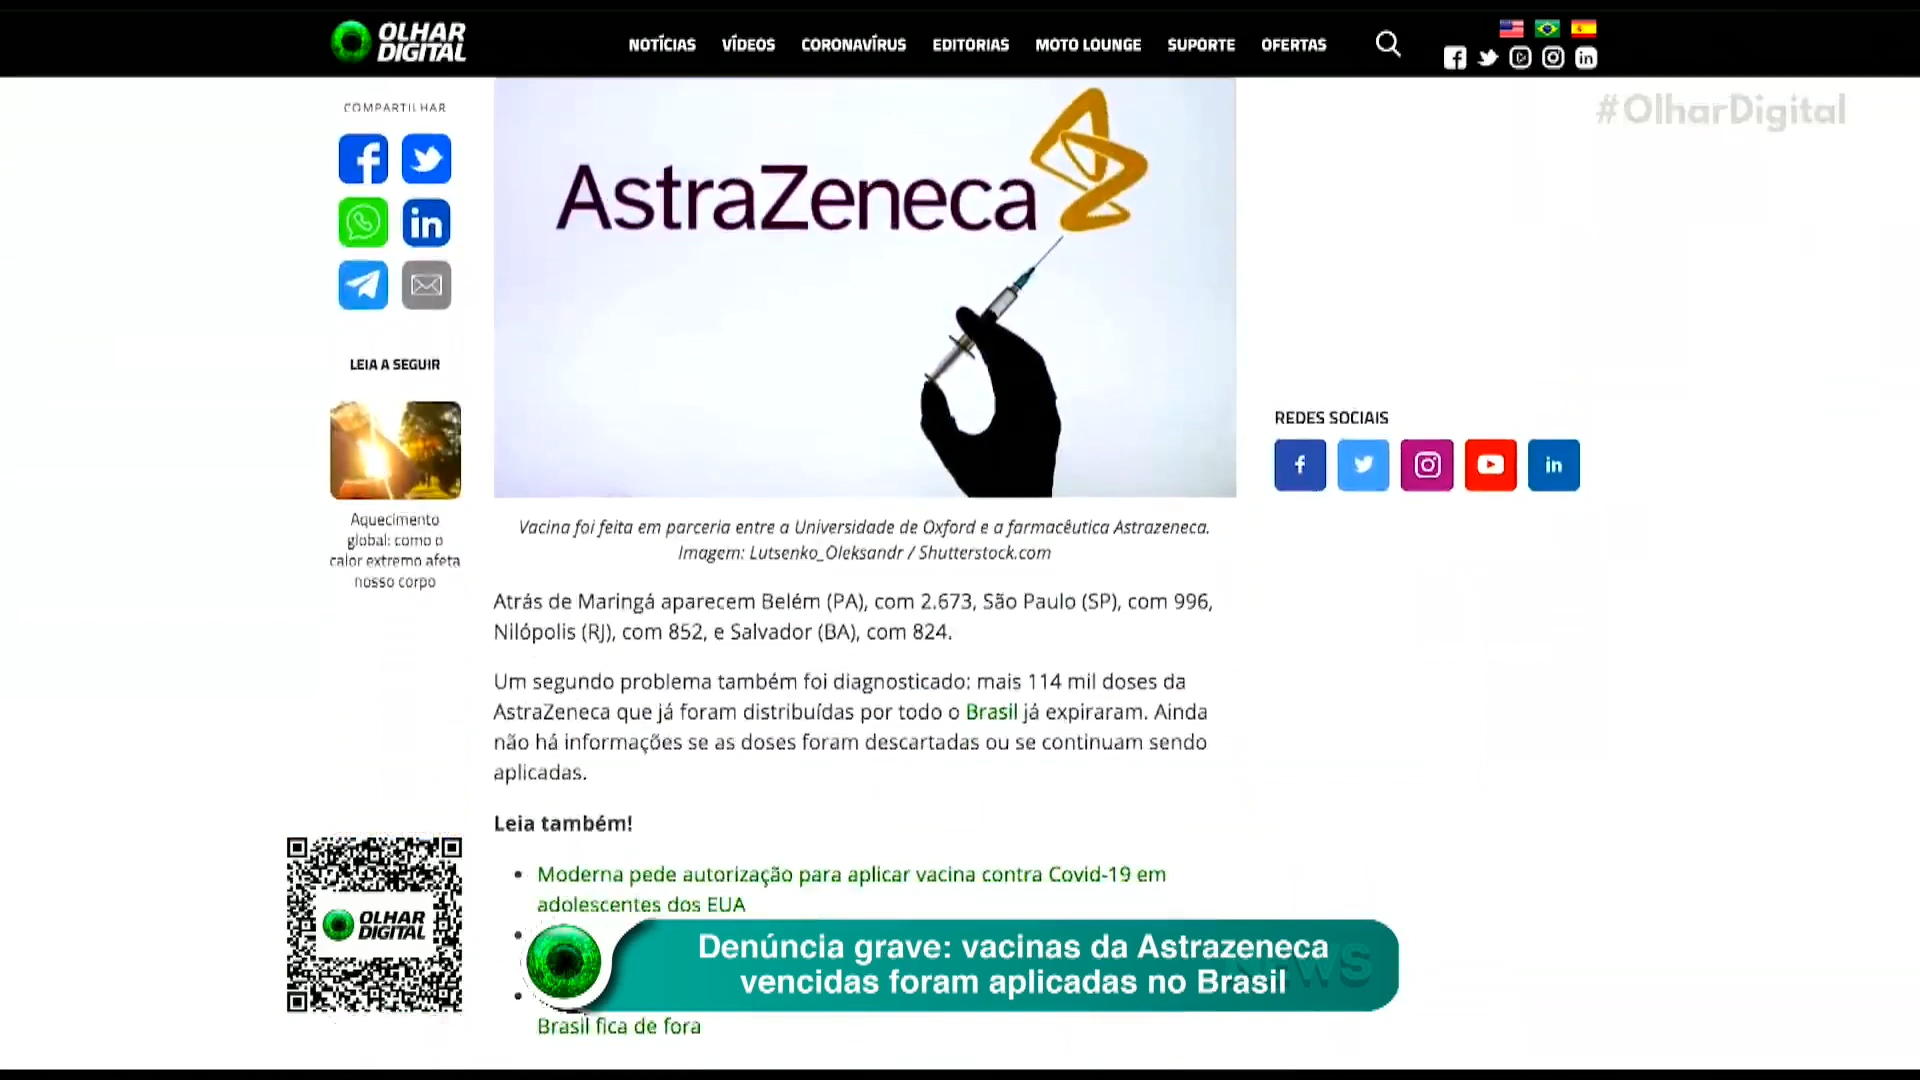 OLHAR
DIGITAL
NOTÍCIAS VÍDEOS CORONAVÍRUS EDITORIAS MOTO LOUNGE SUPORTE OFERTAS
#OlharDigital
COMPARTILHAR
AstraZeneca
LEIA A SEGUIR
Aquecimento
global: como o
calor extremo afeta
nosso corpo
REDES SOCIAIS
Vacina foi feita em parceria entre a Universidade de Oxford e a farmacêutica Astrazeneca.
Imagem: Lutsenko_Oleksandr / Shutterstock.com
Atrás de Maringá aparecem Belém (PA), com 2.673, São Paulo (SP), com 996,
Nilópolis (RJ), com 852, e Salvador (BA), com 824.
Um segundo problema também foi diagnosticado: mais 114 mil doses da
AstraZeneca que já foram distribuídas por todo o Brasil já expiraram. Ainda
não há informações se as doses foram descartadas ou se continuam sendo
aplicadas.
Leia também!
Moderna pede autorização para aplicar vacina contra Covid-19 em
adolescentes dos EUA
OLHAR
DIGITAL
Denúncia grave: vacinas da Astrazeneca
vencidas foram aplicadas no Brasil
NEWS
Brasil fica de fora